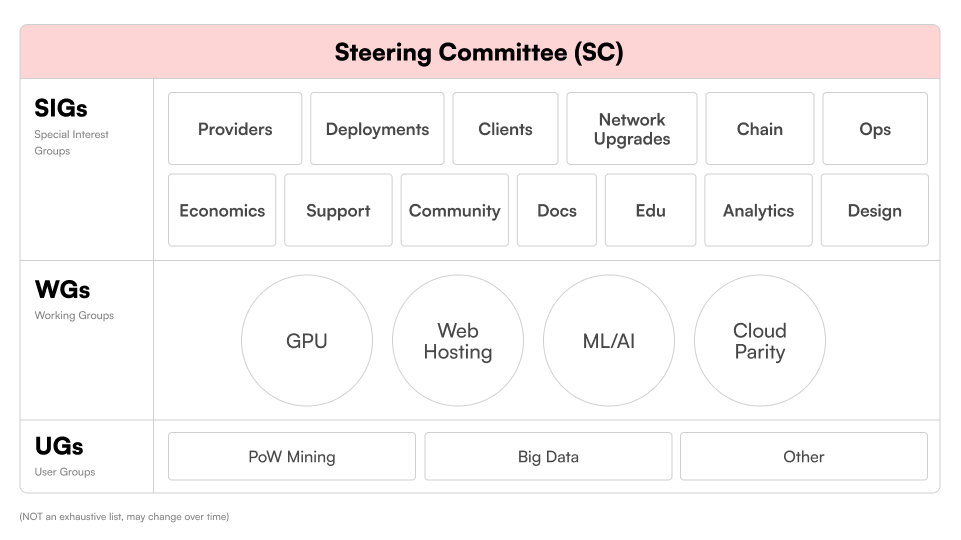 Steering Committee (SC)
SIGs
Special Interest
Groups
Providers
Deployments
Clients
Network
Upgrades
Chain
Ops
Economics
Support
Community
Docs
Edu
Analytics
Design
WGs
Working Groups
GPU
Web
Hosting
ML/AI
Cloud
Parity
UGs
User Groups
PoW Mining
Big Data
Other
(NOT an exhaustive list, may change over time)